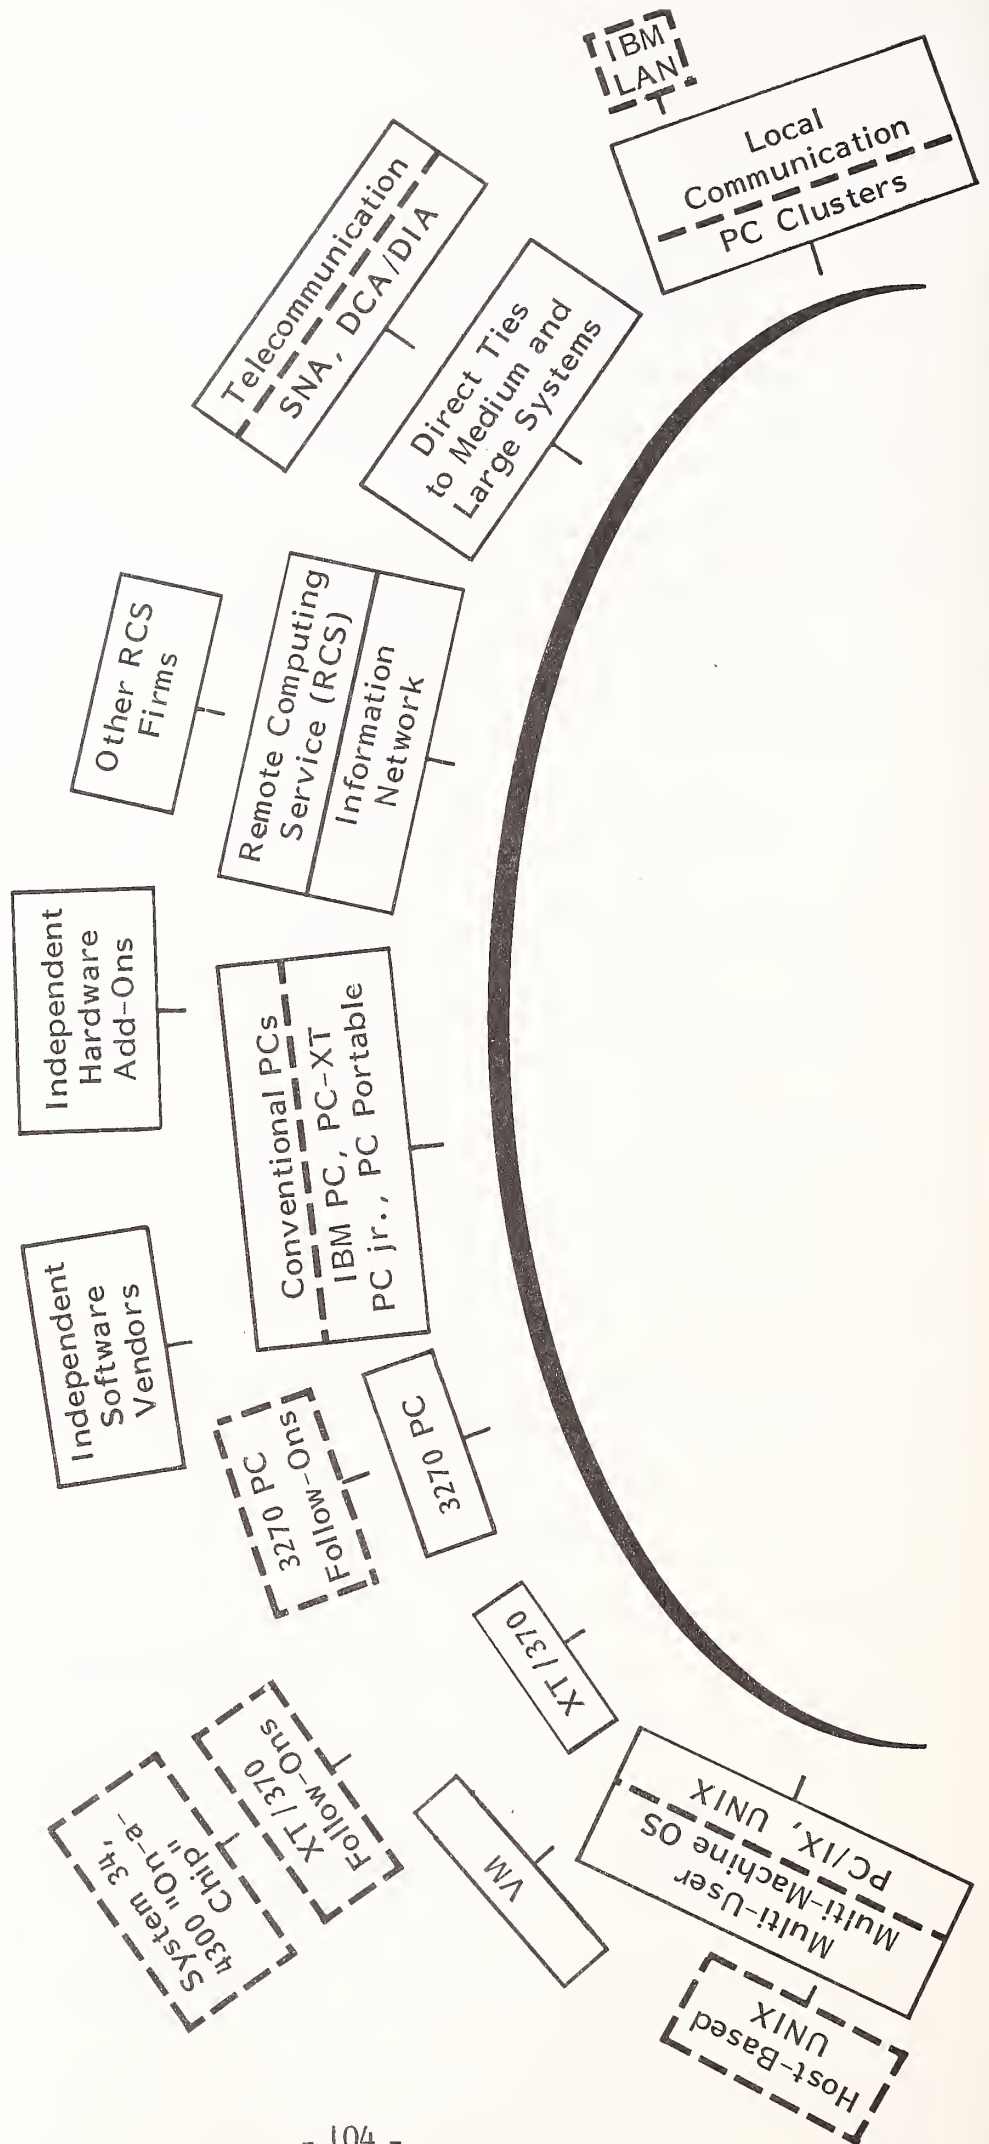 Host-Based
UNIX
Multi-User
Multi-Machine OS
PC/IX, UNIX
VM
XT/370
System 34,
4300 "On-a-
Chip"
XT/370
Follow-Ons
3270 PC
Follow-Ons
3270 PC
Independent
Software
Vendors
Conventional PCs
IBM PC, PC-XT
PC jr., PC Portable
Independent
Hardware
Add-Ons
Remote Computing
Service (RCS)
Information
Network
Other RCS
Firms
Direct Ties
to Medium and
Large Systems
Telecommunication
SNA, DCA/DIA
IBM
LAN
Local
Communication
PC Clusters
- 104 -